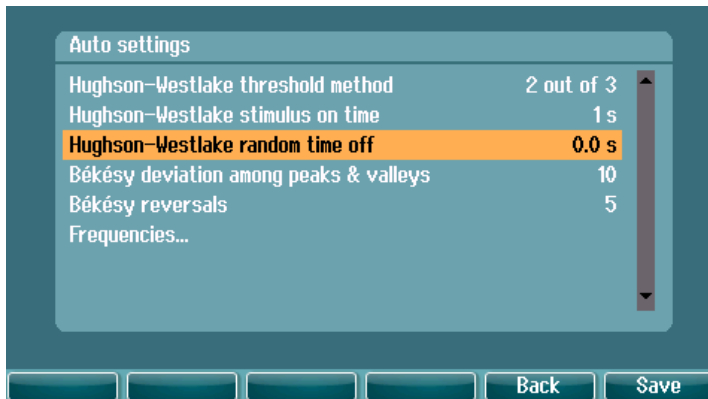 Auto settings
Hughson-Westlake threshold method 2 out of 3
Hughson-Westlake stimulus on time 1 s
Hughson-Westlake random time off 0.0 s
Békésy deviation among peaks & valleys 10
Békésy reversals 5
Frequencies...
Back Save